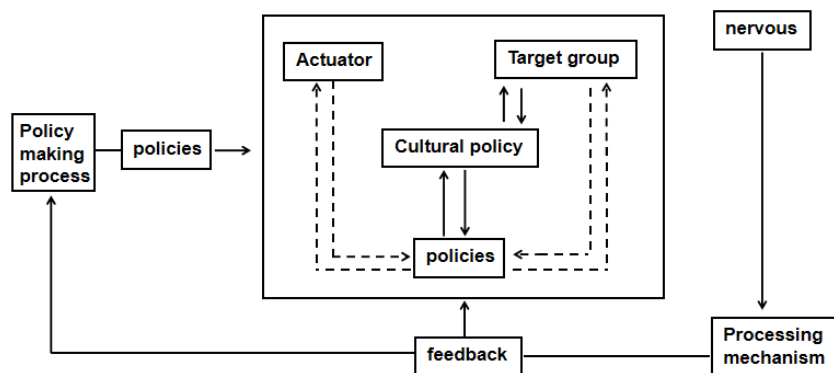 nervous
Actuator
Target group
Policy
making
process
policies
Cultural policy
policies
Processing
mechanism
feedback